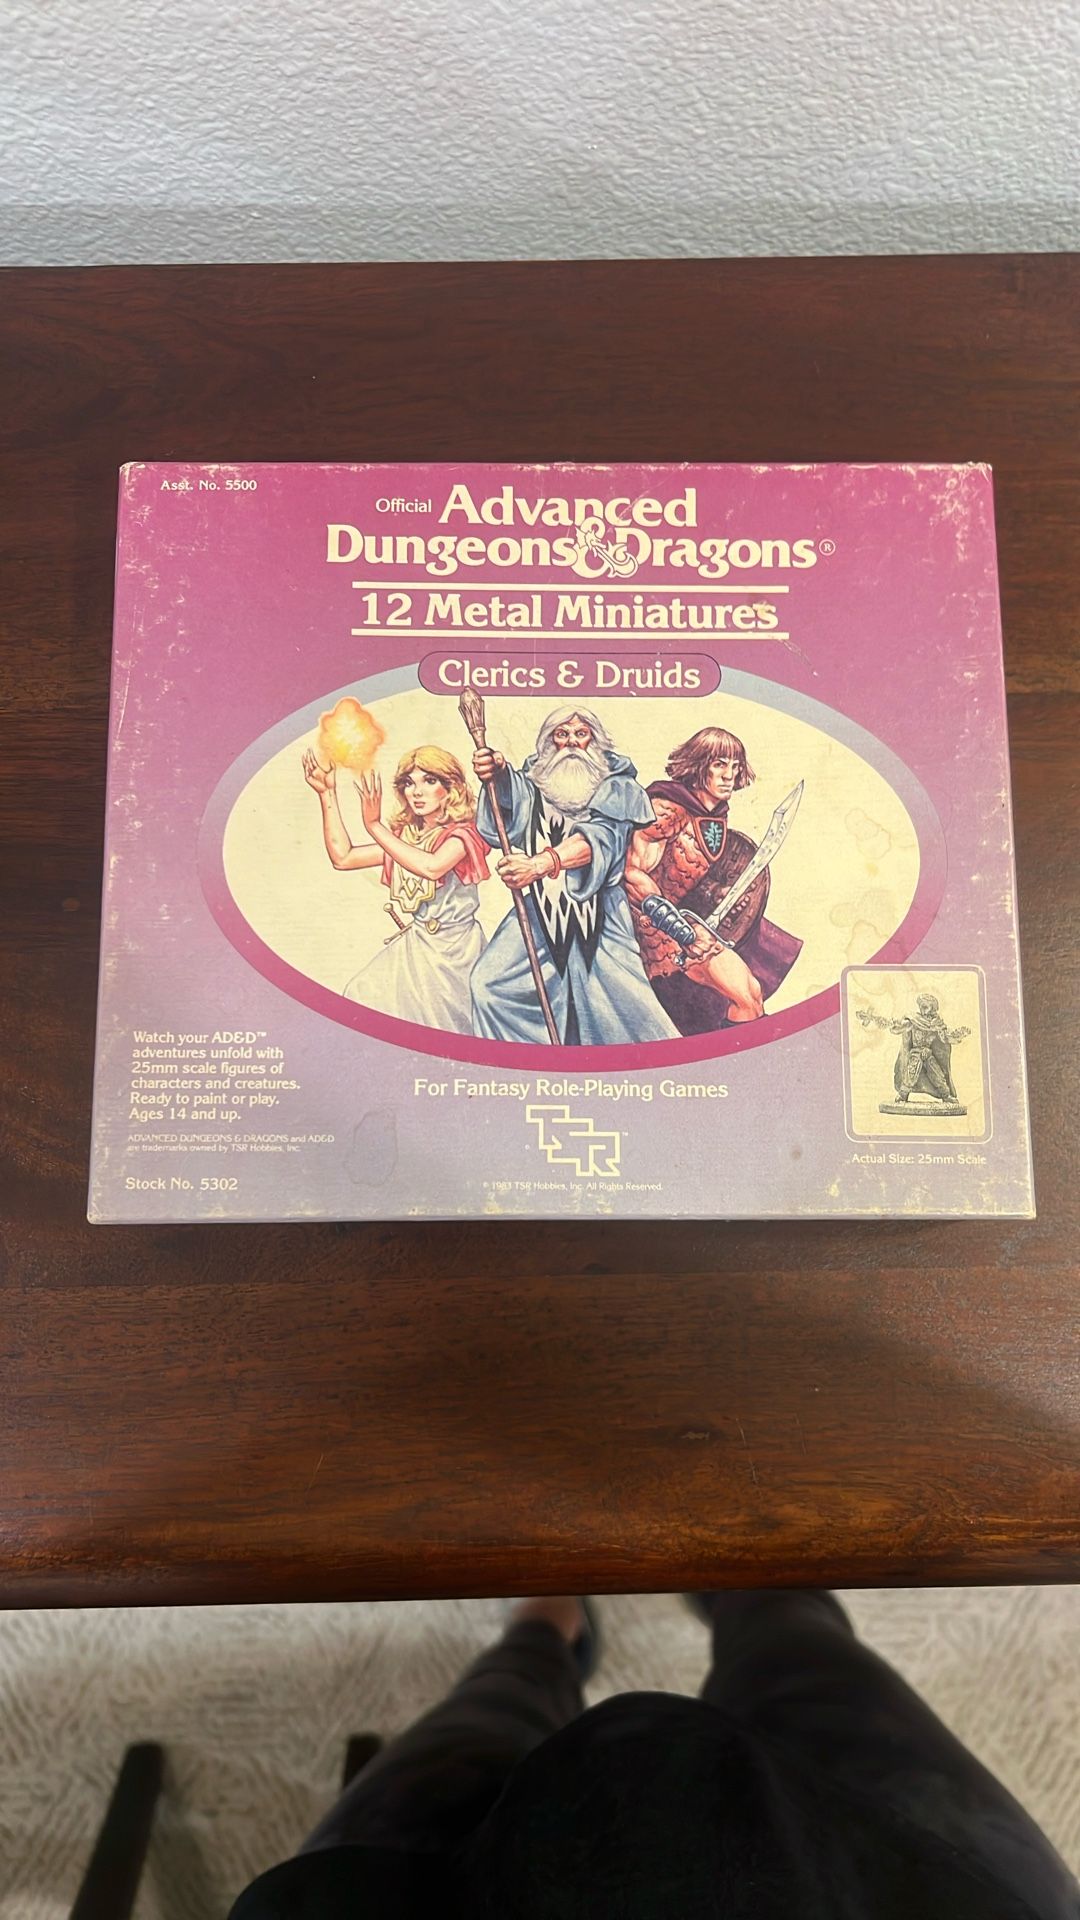 Asst. No. 5500
Official Advanced
Dungeons & Dragons®
12 Metal Miniatures
Clerics & Druids
Watch your AD&D™
adventures unfold with
25mm scale figures of
characters and creatures.
Ready to paint or play.
Ages 14 and up.
ADVANCED DUNGEONS & DRAGONS and AD&D
are trademarks owned by TSR Hobbies, Inc.
Stock No. 5302
For Fantasy Role-Playing Games
TSR™
© 1983 TSR Hobbies, Inc. All Rights Reserved.
Actual Size: 25mm Scale